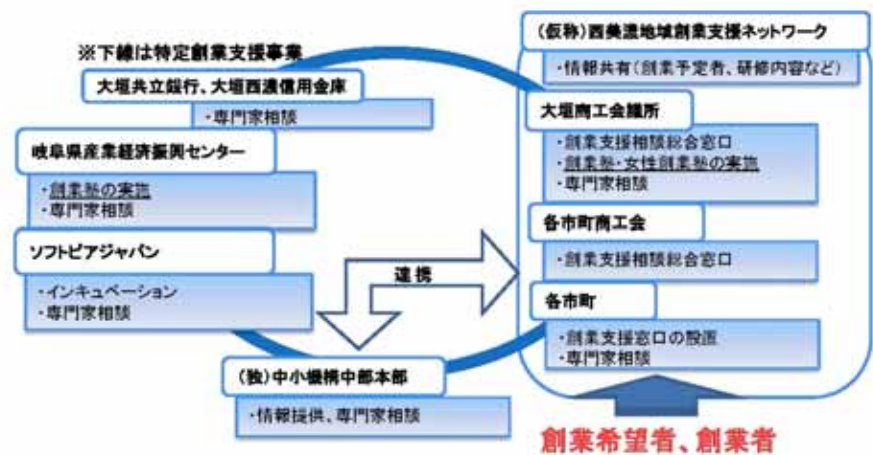 ※下線は特定創業支援事業
大垣共立銀行、大垣西濃信用金庫
・専門家相談
岐阜県産業経済振興センター
・創業塾の実施
・専門家相談
ソフトピアジャパン
・インキュベーション
・専門家相談
(独)中小機構中部本部
・情報提供、専門家相談
連携
(仮称)西美濃地域創業支援ネットワーク
・情報共有(創業予定者、研修内容など)
大垣商工会議所
・創業支援相談総合窓口
・創業塾・女性創業塾の実施
・専門家相談
各市町商工会
・創業支援相談総合窓口
各市町
・創業支援窓口の設置
・専門家相談
創業希望者、創業者